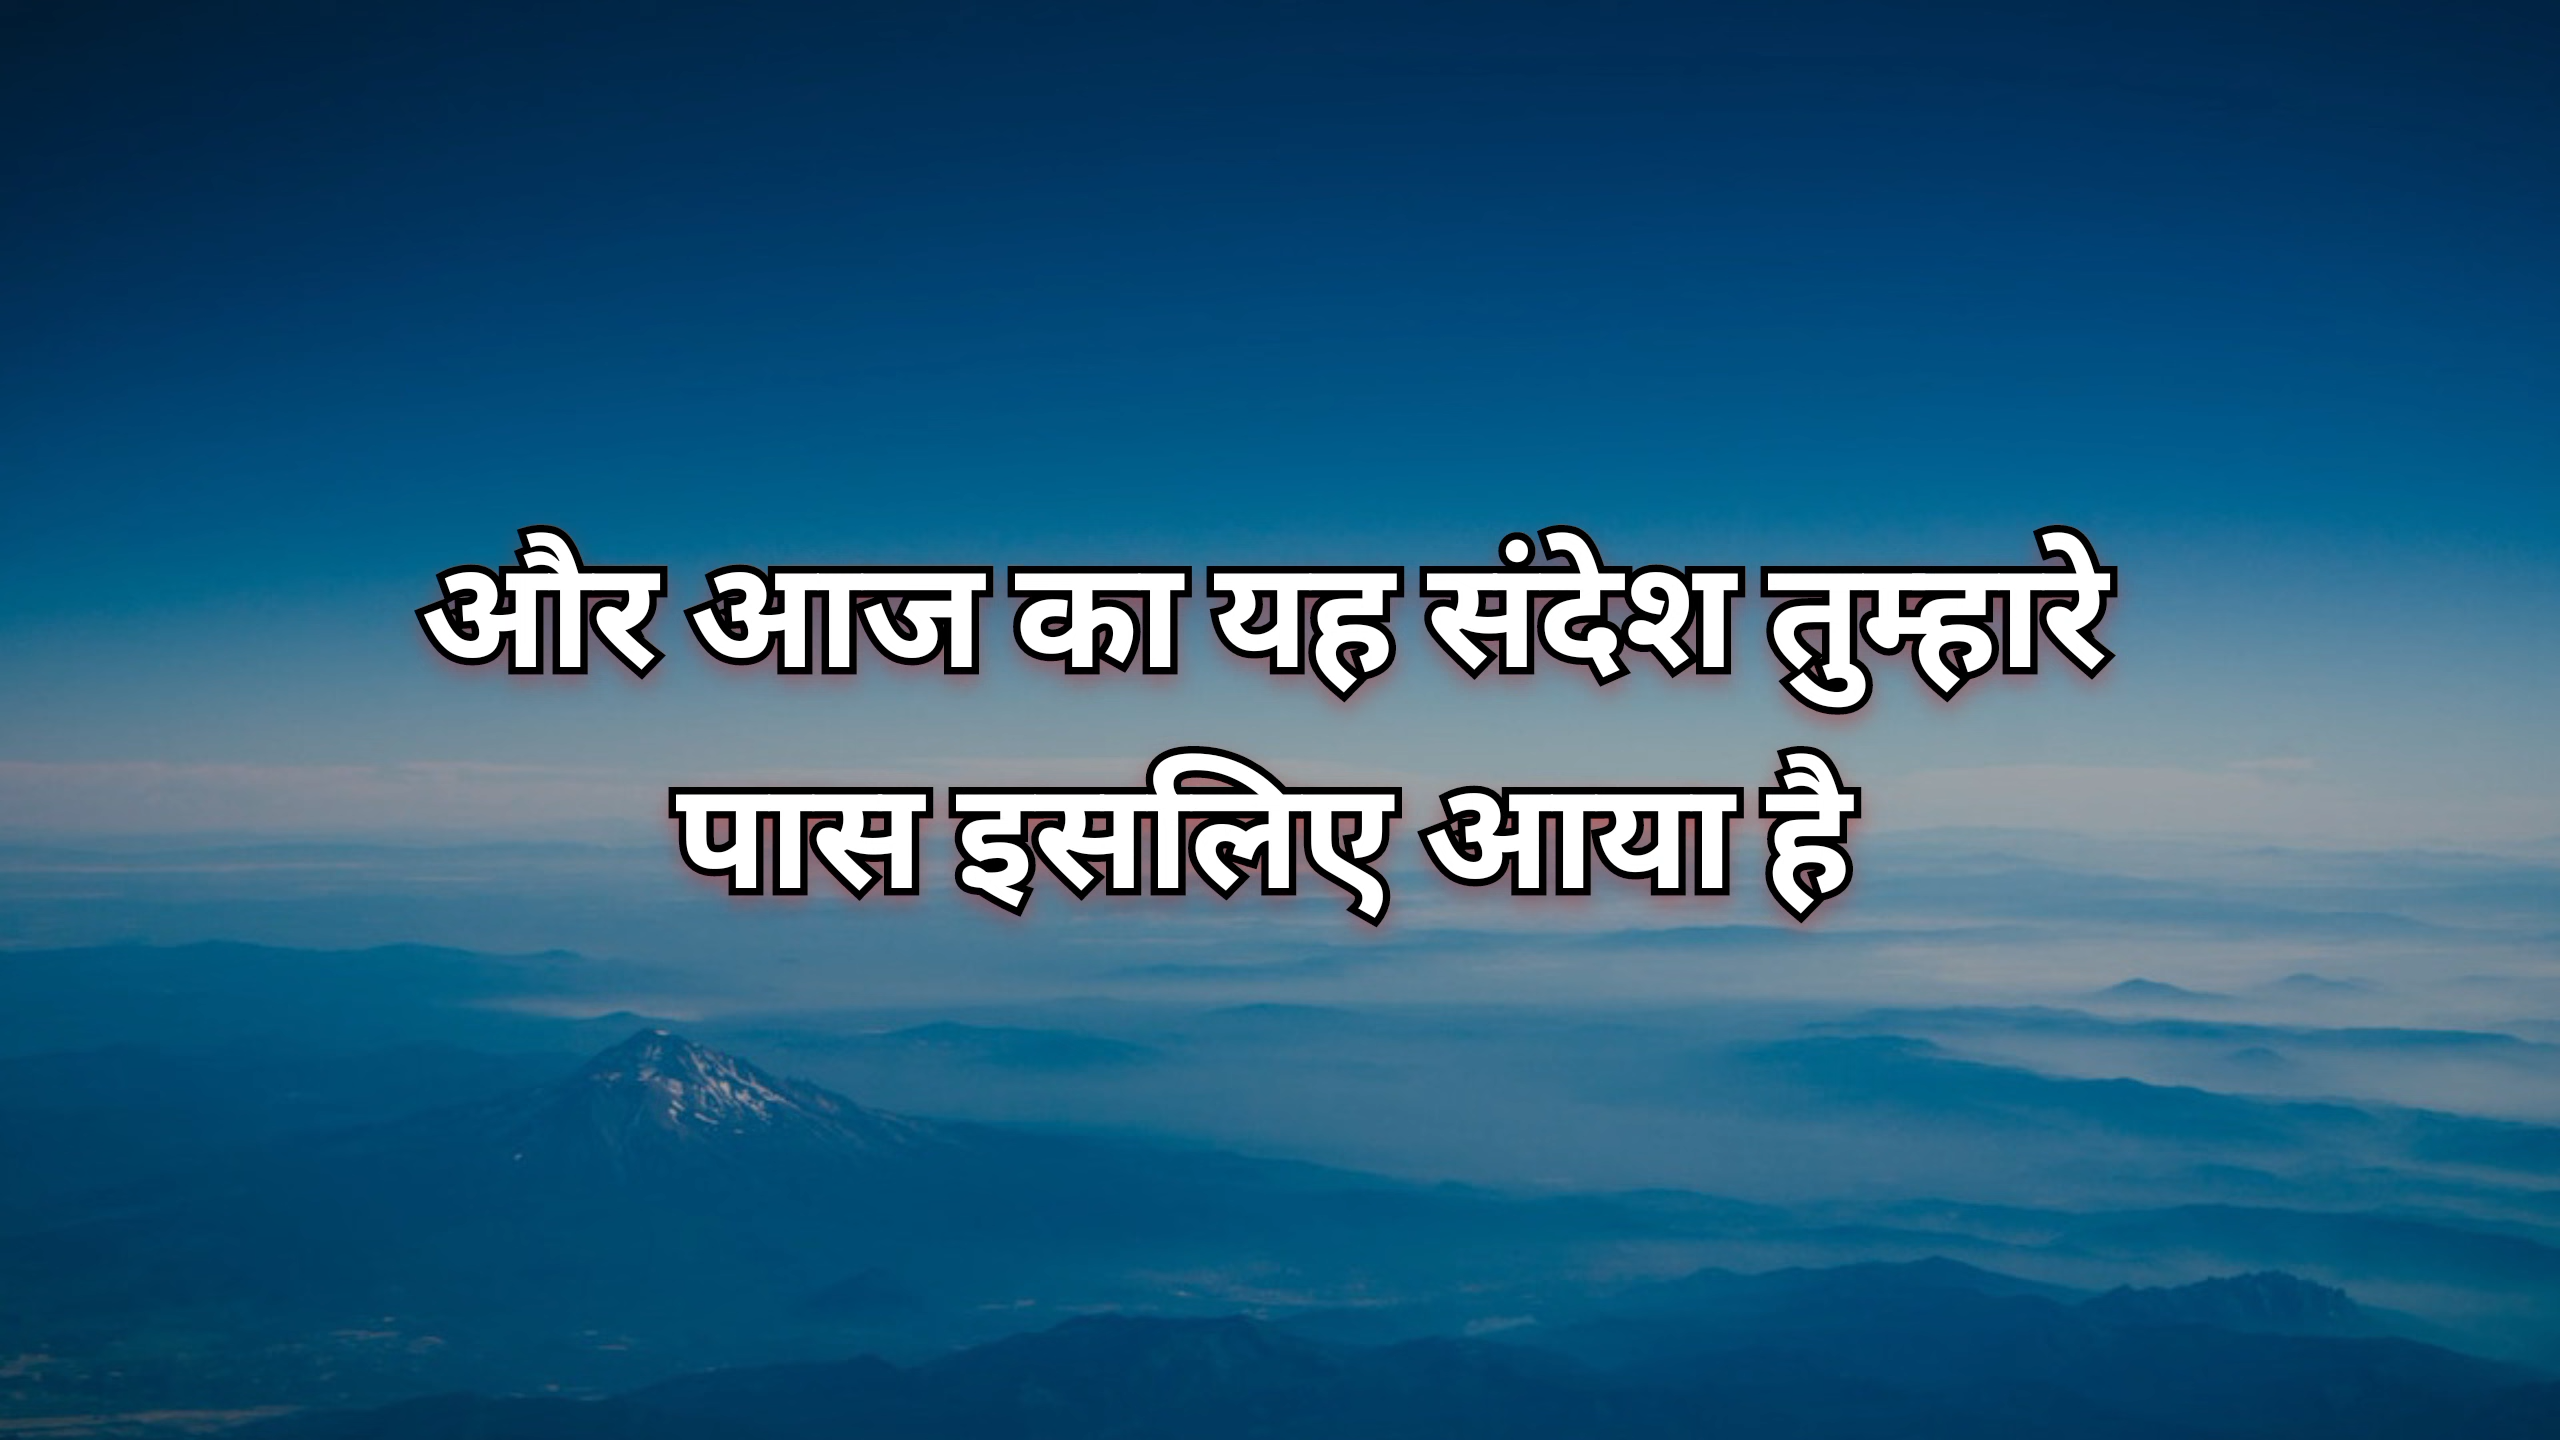 और आज का यह संदेश तुम्हारे
पास इसलिए आया है